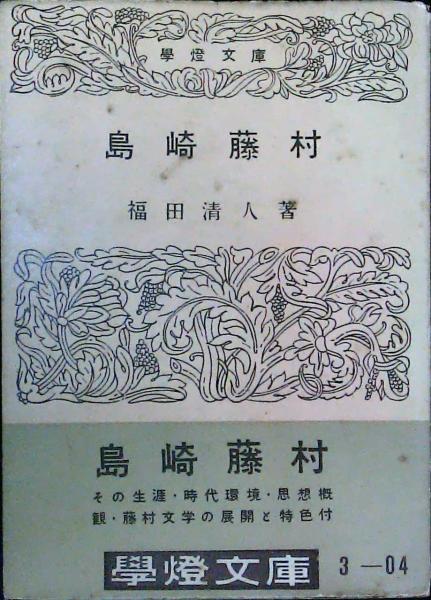 學燈文庫
島崎藤村
福田清人著
島崎藤村
その生涯・時代環境・思想概
観・藤村文学の展開と特色付
學燈文庫 3－04